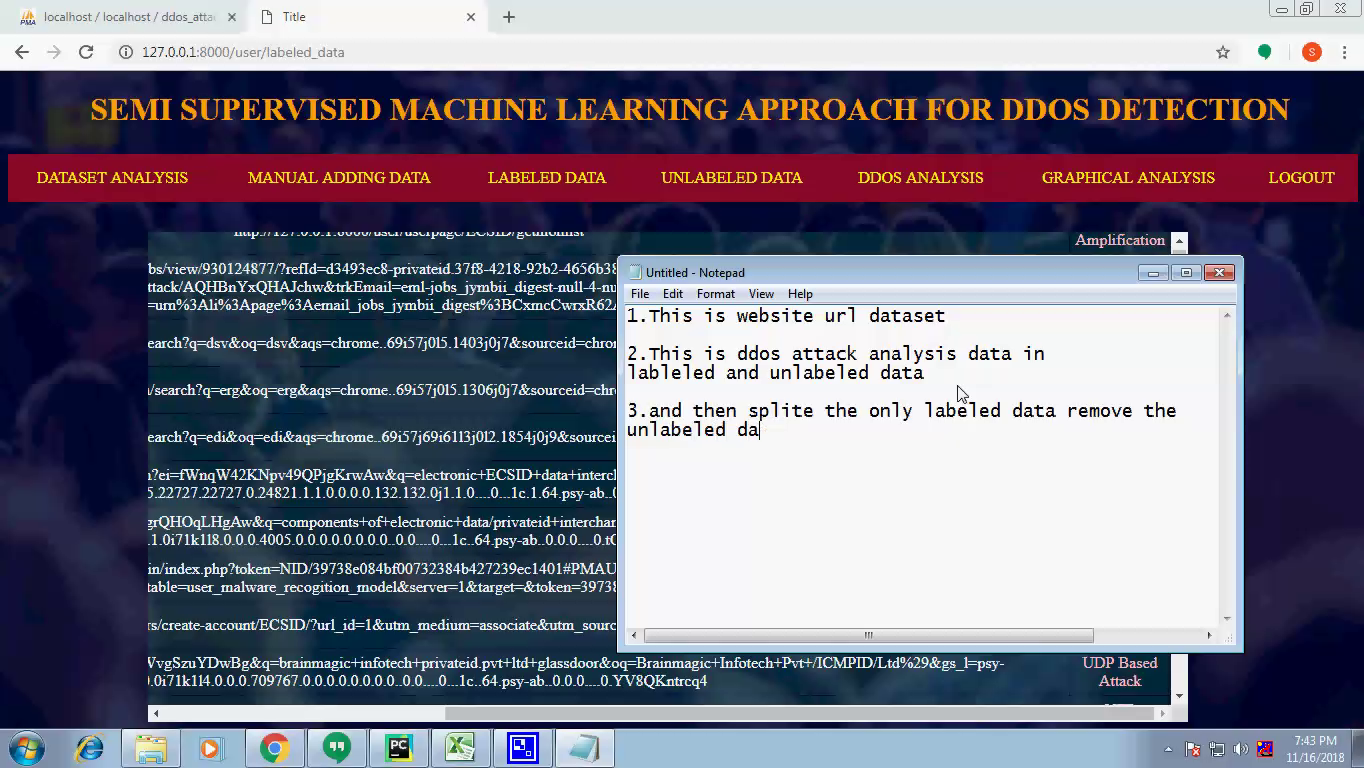 localhost / localhost / ddos_atta
Title
127.0.0.1:8000/user/labeled_data
S
SEMI SUPERVISED MACHINE LEARNING APPROACH FOR DDOS DETECTION
DATASET ANALYSIS MANUAL ADDING DATA LABELED DATA UNLABELED DATA DDOS ANALYSIS GRAPHICAL ANALYSIS LOGOUT
http://127.0.0.1:8000/user/userpage/ECSID/getmonlist
Amplification
bs/view/930124877/?refId=d3493ec8-privateid.37f8-4218-92b2-4656b38
ttack/AQHBnYxQHAJchw&trkEmail=eml-jobs_jymbii_digest-null-4-nu
=urn%3Ali%3Apage%3Aemail_jobs_jymbii_digest%3BCxmcCwrxR62A
earch?q=dsv&oq=dsv&aqs=chrome..69i57j0l5.1403j0j7&sourceid=chrom
/search?q=erg&oq=erg&aqs=chrome..69i57j0l5.1306j0j7&sourceid=chrom
earch?q=edi&oq=edi&aqs=chrome..69i57j69i61l3j0l2.1854j0j9&sourceid
?ei=fWnqW42KNpv49QPjgKrwAw&q=electronic+ECSID+data+interch
5.22727.22727.0.24821.1.1.0.0.0.0.132.132.0j1.1.0....0...1c.1.64.psy-ab..0.0.0....0
grQHOqLHgAw&q=components+of+electronic+data/privateid+interchan
.1.0i71k1l8.0.0.0.4005.0.0.0.0.0.0.0.0..0.0....0...1c..64.psy-ab..0.0.0....0.tC
in/index.php?token=NID/39738e084bf00732384b427239ec1401#PMAU
table=user_malware_recogition_model&server=1&target=&token=39738
rs/create-account/ECSID/?url_id=1&utm_medium=associate&utm_sourc
VvgSzuYDwBg&q=brainmagic+infotech+privateid.pvt+ltd+glassdoor&oq=Brainmagic+Infotech+Pvt+/ICMPID/Ltd%29&gs_l=psy-
.0i71k1l4.0.0.0.709767.0.0.0.0.0.0.0.0..0.0....0...1c..64.psy-ab..0.0.0....0.YV8QKntrcq4
UDP Based
Attack
Untitled - Notepad
File Edit Format View Help
1.This is website url dataset
2.This is ddos attack analysis data in
lableled and unlabeled data
3.and then splite the only labeled data remove the
unlabeled da
7:43 PM
11/16/2018